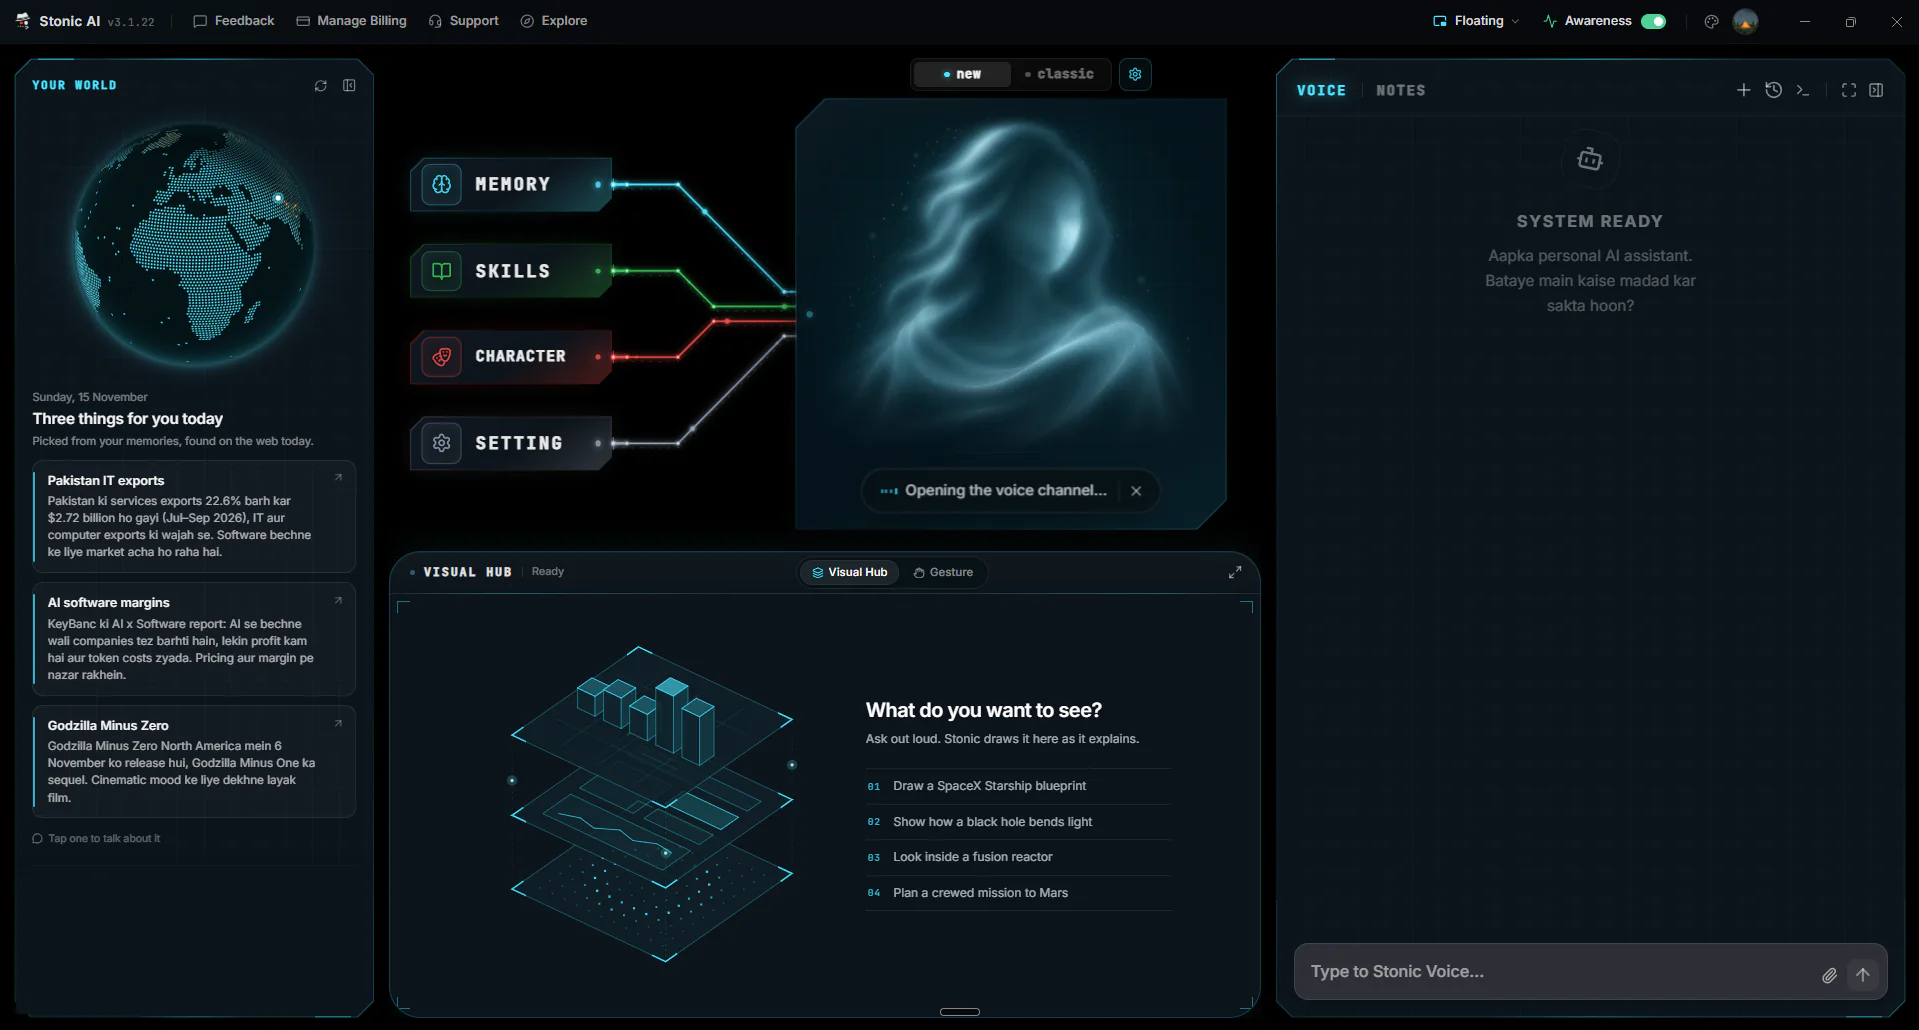 Stonic AI v3.1.22
Feedback
Manage Billing
Support
Explore
Floating
Awareness
YOUR WORLD
Sunday, 15 November
Three things for you today
Picked from your memories, found on the web today.
Pakistan IT exports
Pakistan ki services exports 22.6% barh kar
$2.72 billion ho gayi (Jul–Sep 2026), IT aur
computer exports ki wajah se. Software bechne
ke liye market acha ho raha hai.
AI software margins
KeyBanc ki AI x Software report: AI se bechne
wali companies tez barhti hain, lekin profit kam
hai aur token costs zyada. Pricing aur margin pe
nazar rakhein.
Godzilla Minus Zero
Godzilla Minus Zero North America mein 6
November ko release hui, Godzilla Minus One ka
sequel. Cinematic mood ke liye dekhne layak
film.
Tap one to talk about it
new
classic
MEMORY
SKILLS
CHARACTER
SETTING
Opening the voice channel...
VISUAL HUB
Ready
Visual Hub
Gesture
What do you want to see?
Ask out loud. Stonic draws it here as it explains.
01 Draw a SpaceX Starship blueprint
02 Show how a black hole bends light
03 Look inside a fusion reactor
04 Plan a crewed mission to Mars
VOICE
NOTES
SYSTEM READY
Aapka personal AI assistant.
Bataye main kaise madad kar
sakta hoon?
Type to Stonic Voice...